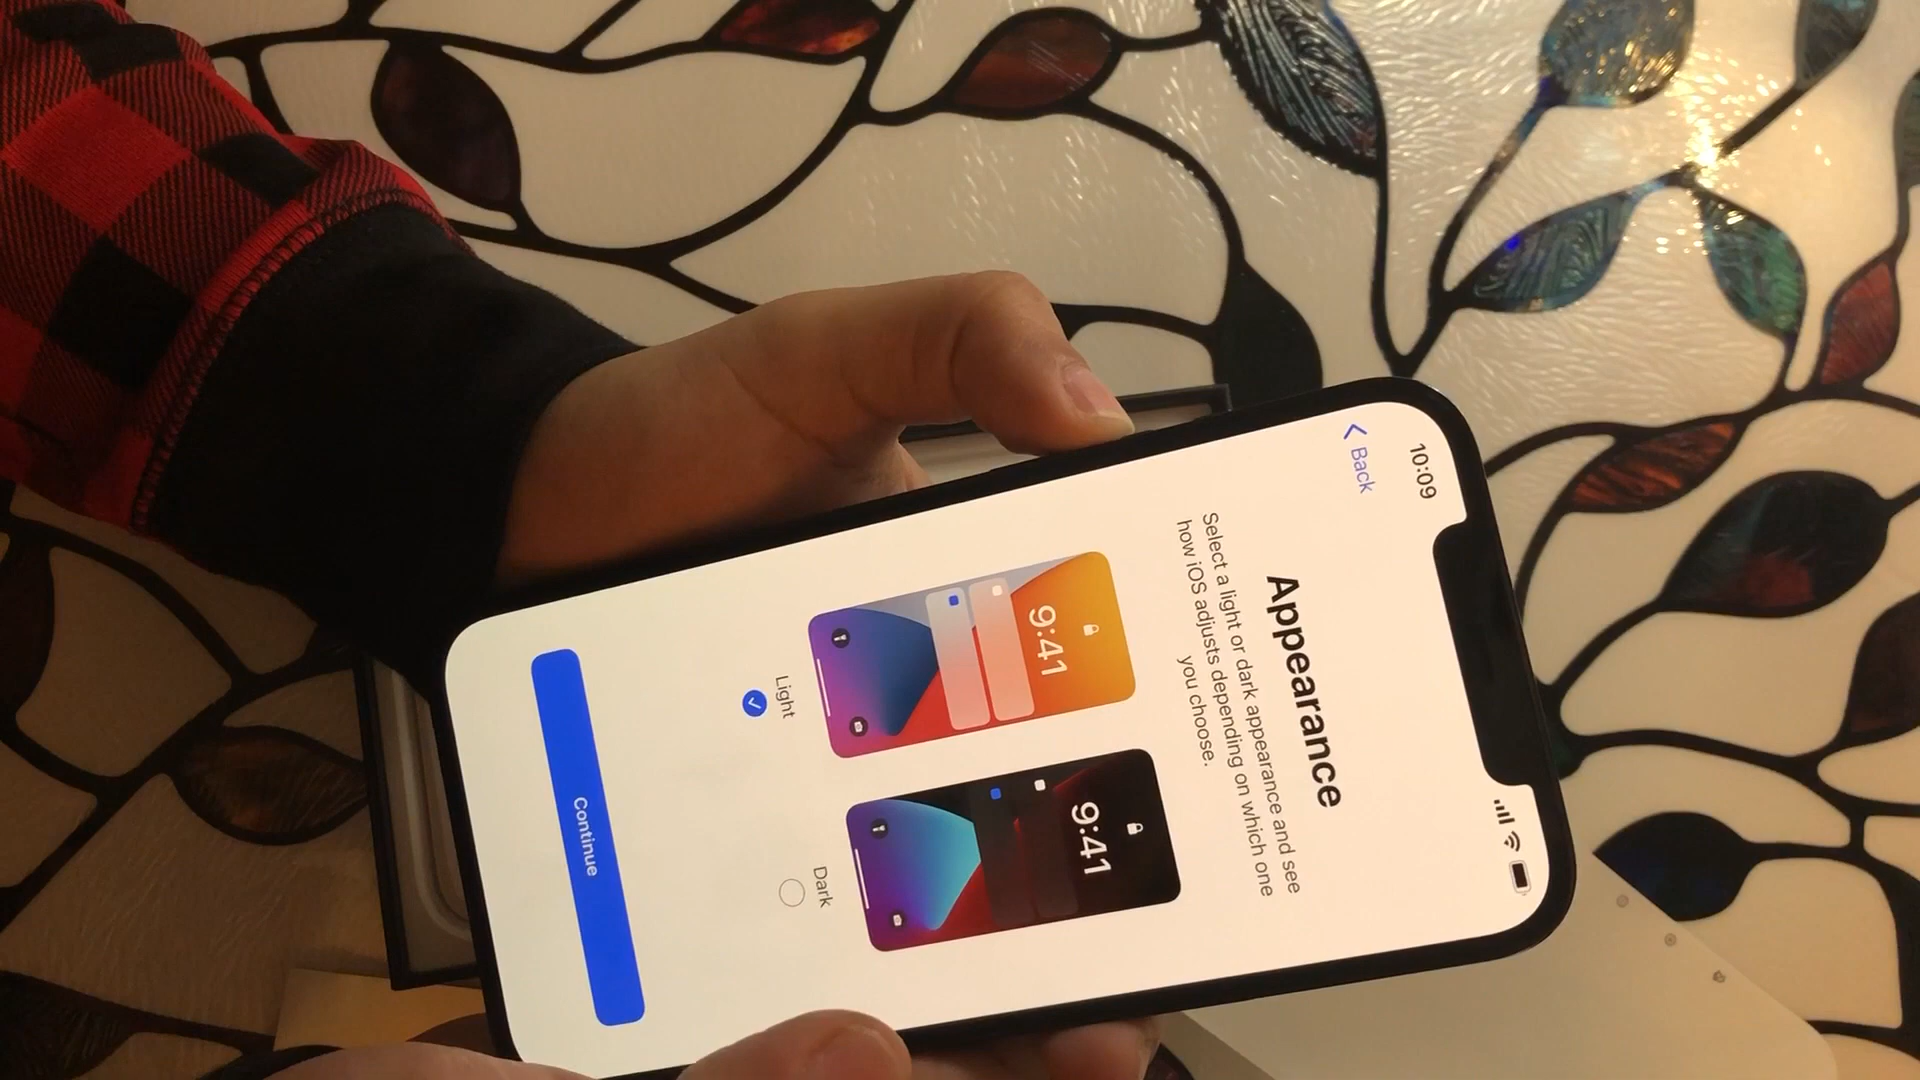 10:09
Back
Appearance
Select a light or dark appearance and see
how iOS adjusts depending on which one
you choose.
9:41
9:41
Light
Dark
Continue